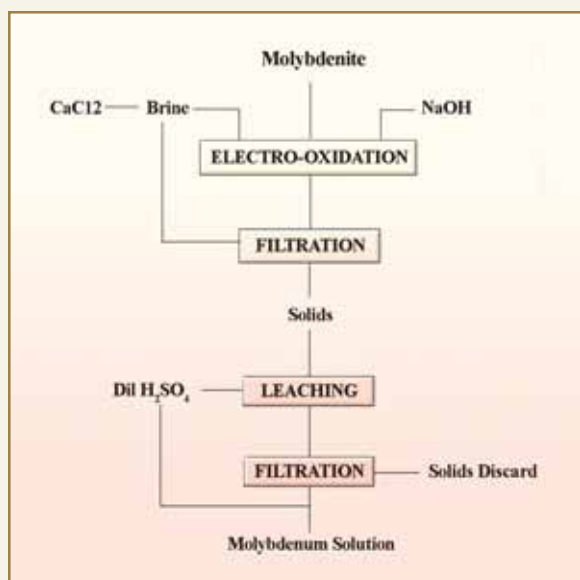 Molybdenite
CaC12 Brine NaOH
ELECTRO-OXIDATION
FILTRATION
Solids
Dil H2SO4 LEACHING
FILTRATION Solids Discard
Molybdenum Solution